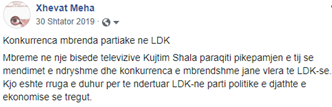 Xhevat Meha
30 Shtator 2019 ·
Konkurrenca mbrenda partiake ne LDK
Mbreme ne nje bisede televizive Kujtim Shala paraqiti pikepamjen e tij se
mendimet e ndryshme dhe konkurrenca e mbrendshme jane vlera te LDK-se.
Kjo eshte rruga e duhur per te ndertuar LDK-ne parti politike e djathte e
ekonomise se tregut.